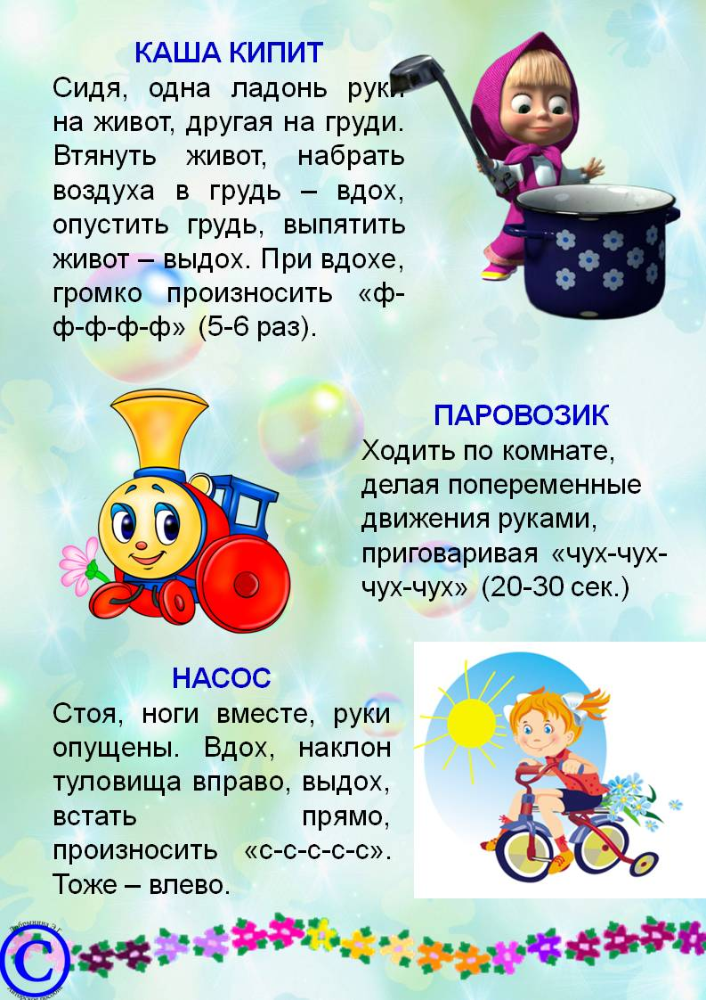 КАША КИПИТ
Сидя, одна ладонь руки
на живот, другая на груди.
Втянуть живот, набрать
воздуха в грудь – вдох,
опустить грудь, выпятить
живот – выдох. При вдохе,
громко произносить «ф-
ф-ф-ф-ф» (5-6 раз).
ПАРОВОЗИК
Ходить по комнате,
делая попеременные
движения руками,
приговаривая «чух-чух-
чух-чух» (20-30 сек.)
НАСОС
Стоя, ноги вместе, руки
опущены. Вдох, наклон
туловища вправо, выдох,
встать прямо,
произносить «с-с-с-с-с».
Тоже – влево.
Добрынина Э.Г.
©